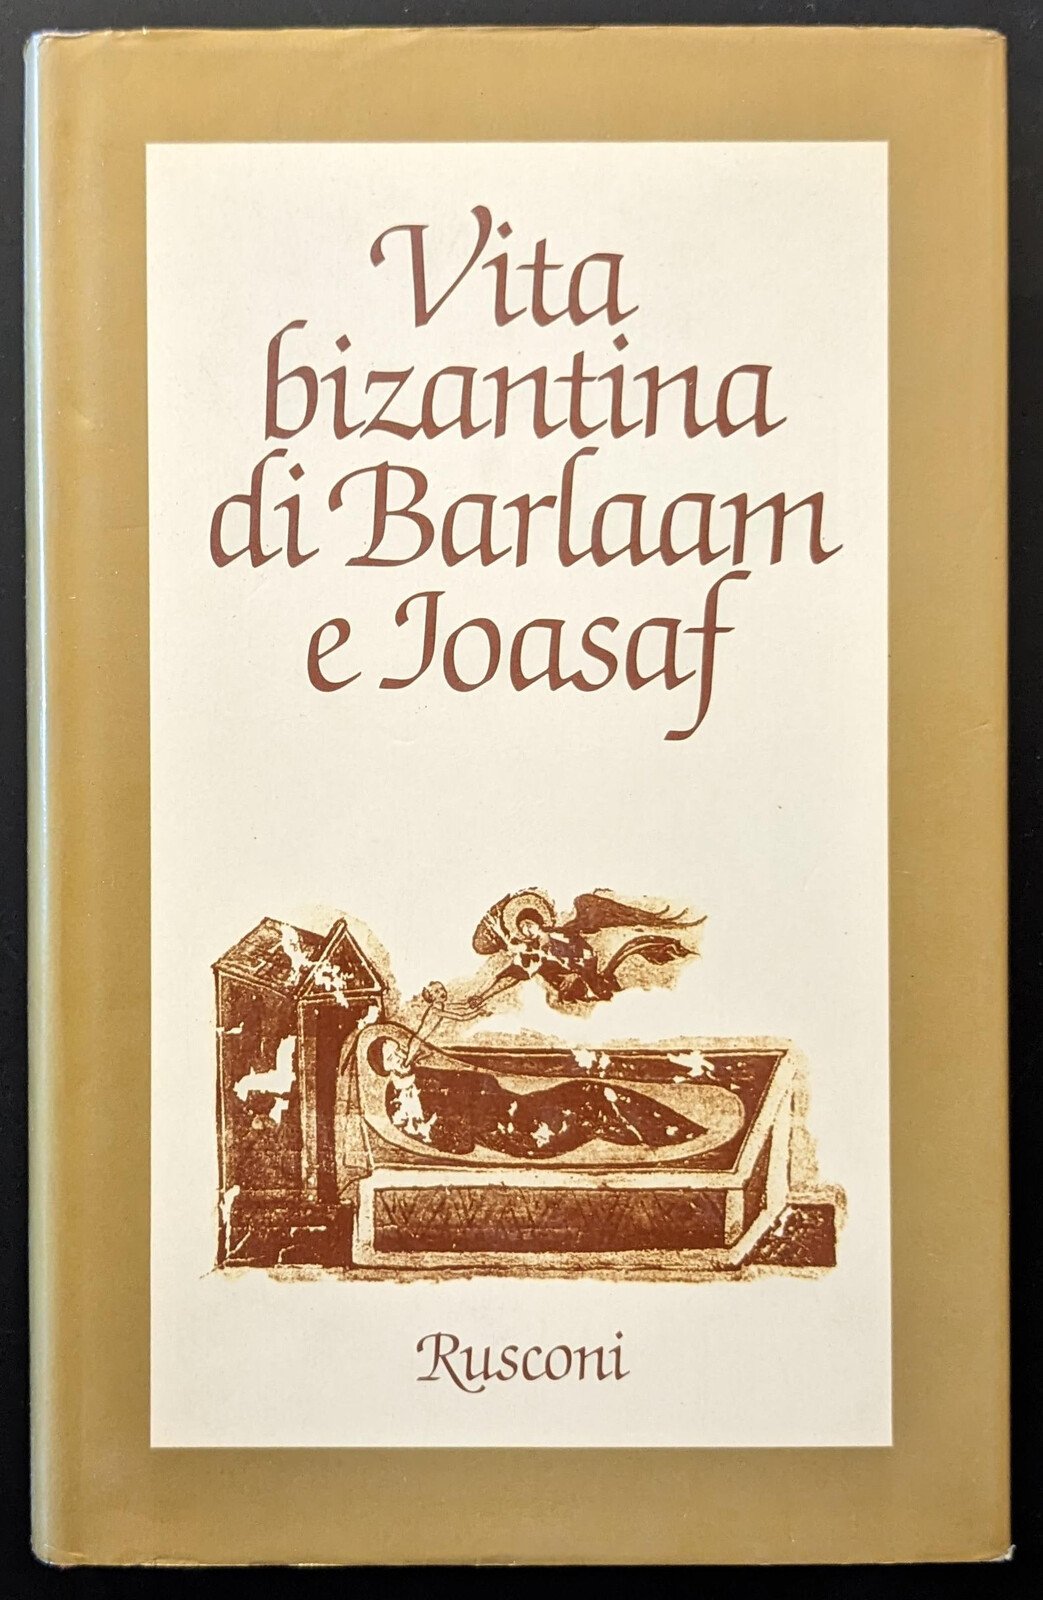 Vita
bizantina
di Barlaam
e Ioasaf
Rusconi